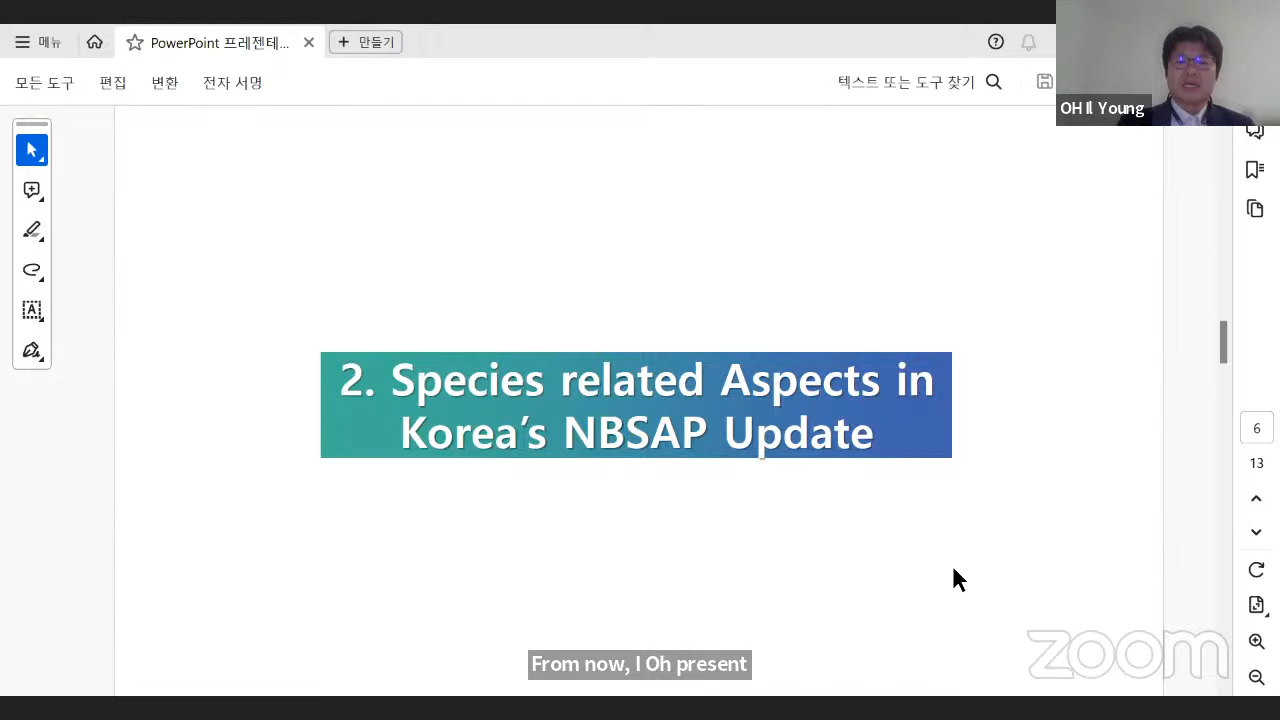 메뉴
PowerPoint 프레젠테...
만들기
모든 도구
편집
변환
전자 서명
텍스트 또는 도구 찾기
OH Il Young
2. Species related Aspects in
Korea’s NBSAP Update
6
13
From now, I Oh present
zoom